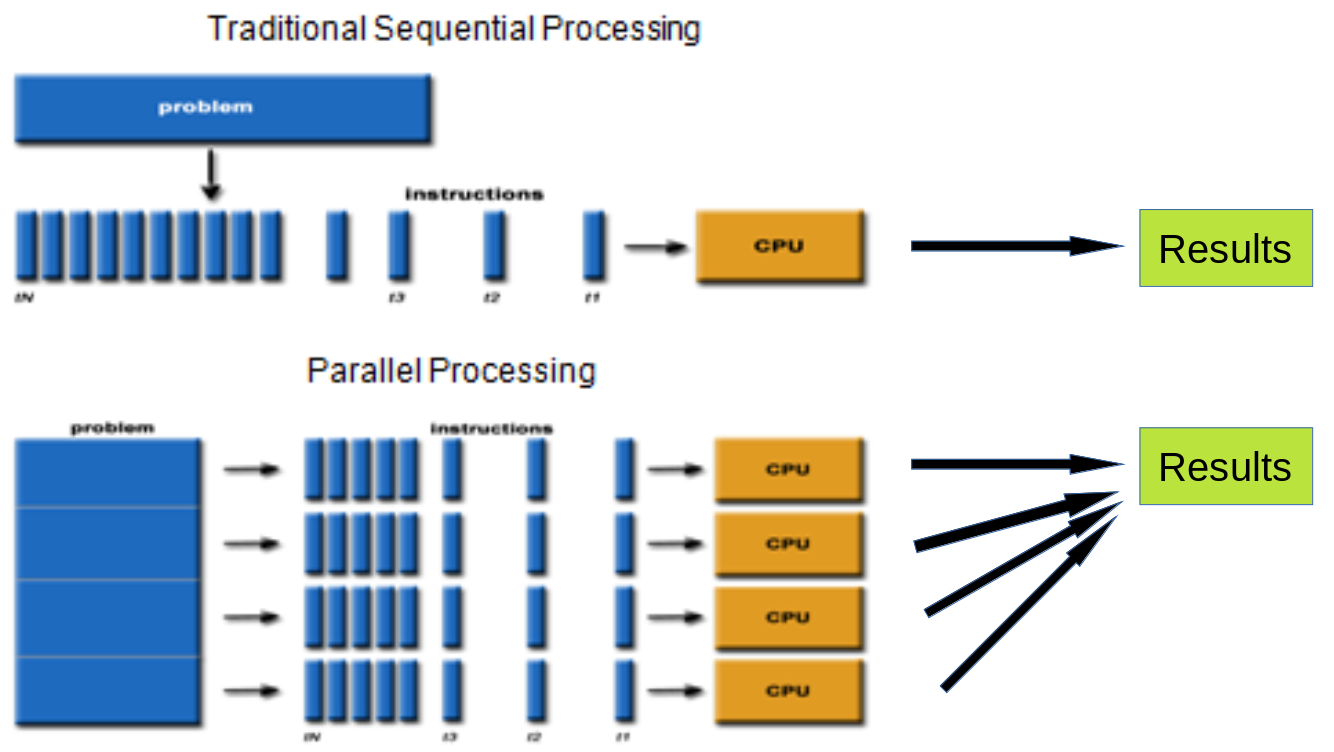 Traditional Sequential Processing
problem
instructions
CPU
Results
tN
t3
t2
t1
Parallel Processing
problem
instructions
CPU
Results
CPU
CPU
CPU
tN
t3
t2
t1